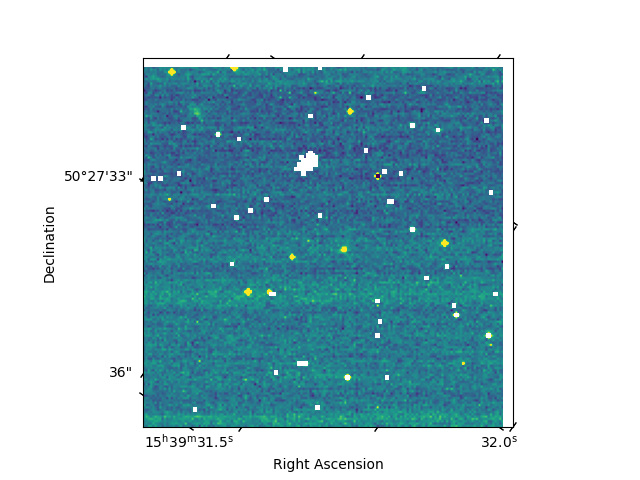 50°27'33"
Declination
36"
15ʰ39ᵐ31.5ˢ
32.0ˢ
Right Ascension